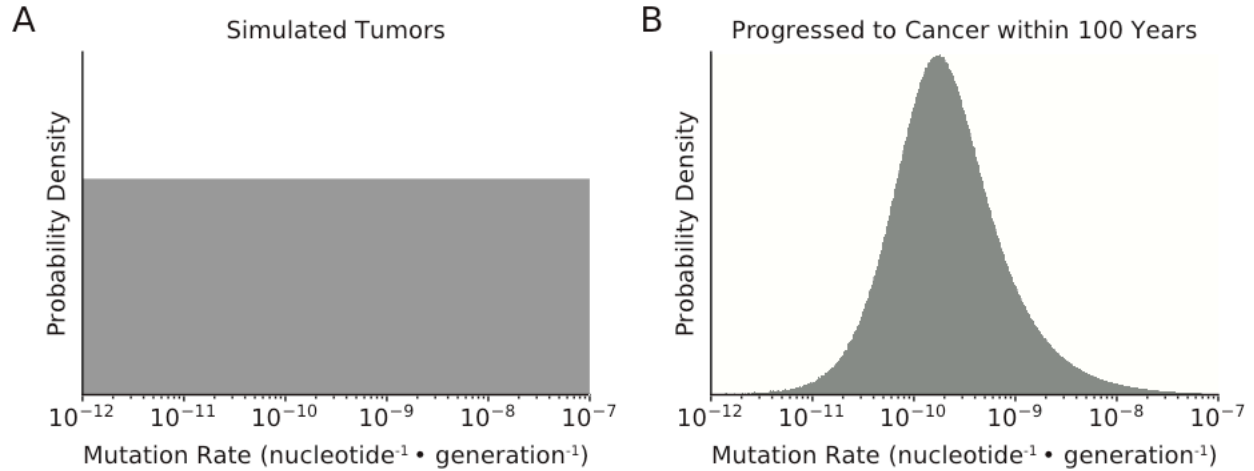 A
Simulated Tumors
Probability Density
10⁻¹² 10⁻¹¹ 10⁻¹⁰ 10⁻⁹ 10⁻⁸ 10⁻⁷
Mutation Rate (nucleotide⁻¹ • generation⁻¹)
B
Progressed to Cancer within 100 Years
Probability Density
10⁻¹² 10⁻¹¹ 10⁻¹⁰ 10⁻⁹ 10⁻⁸ 10⁻⁷
Mutation Rate (nucleotide⁻¹ • generation⁻¹)